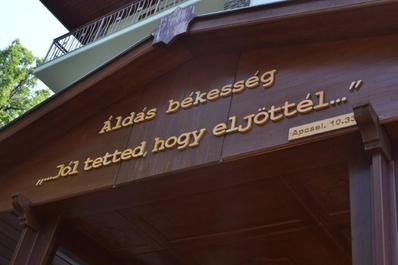 Áldás békesség
„...Jól tetted, hogy eljöttél...”
Apcsel. 10.33